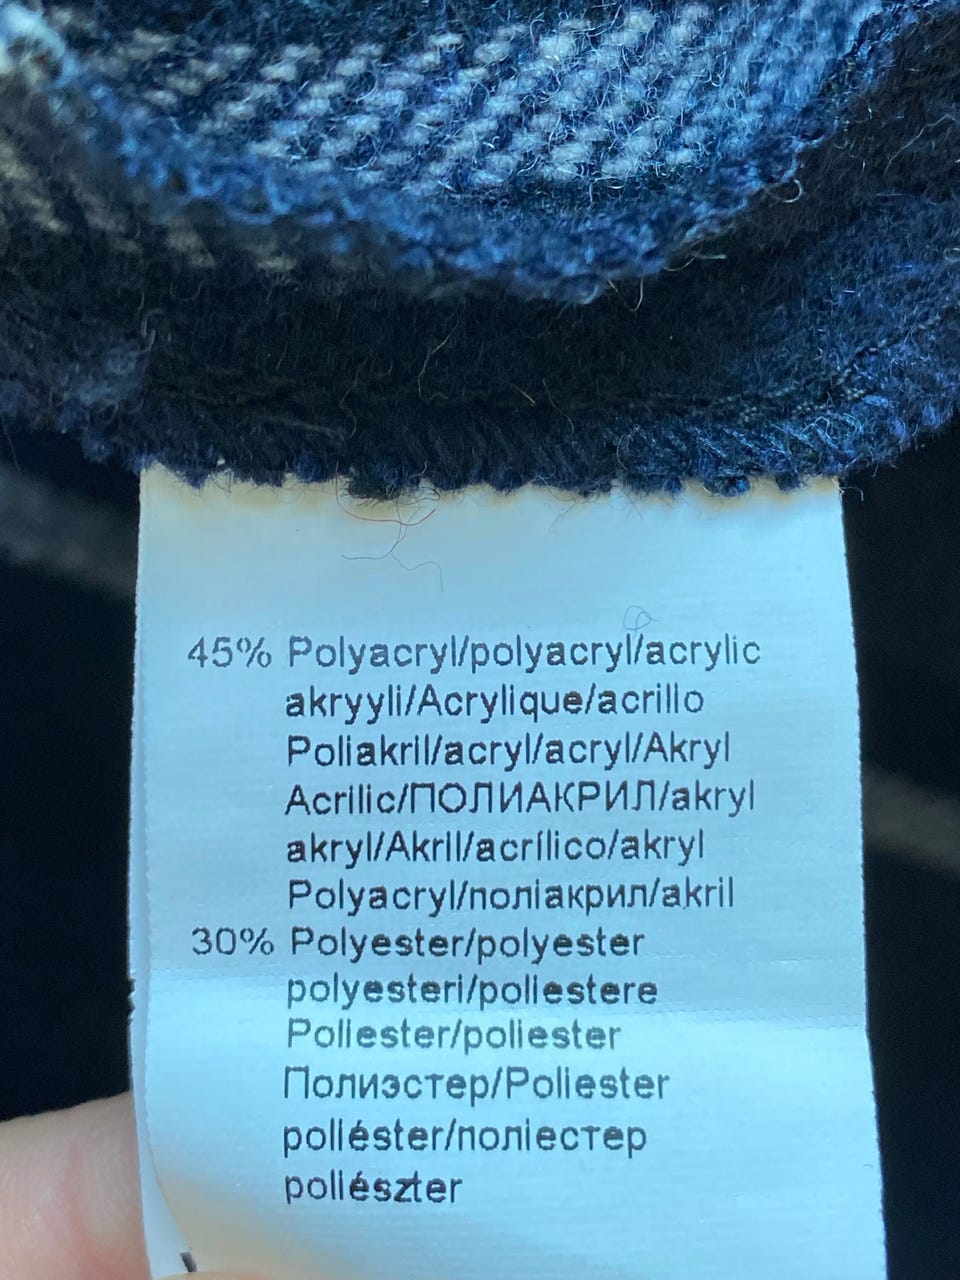 45% Polyacryl/polyacryl/acrylic
akryyli/Acrylique/acrillo
Poliakril/acryl/acryl/Akryl
Acrilic/ПОЛИАКРИЛ/akryl
akryl/Akril/acrílico/akryl
Polyacryl/поліакрил/akril
30% Polyester/polyester
polyesteri/poliestere
Poliester/poliester
Полиэстер/Poliester
poliéster/поліестер
poliészter